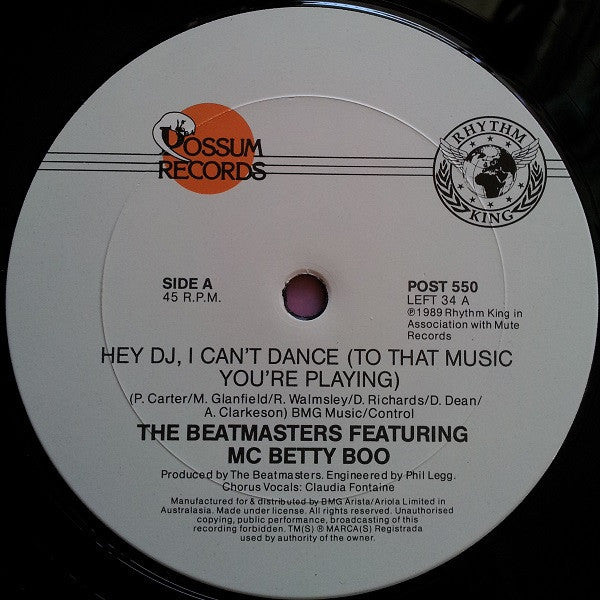 POSSUM
RECORDS
RHYTHM
KING
SIDE A
45 R.P.M.
POST 550
LEFT 34 A
℗1989 Rhythm King in
Association with Mute
Records
HEY DJ, I CAN'T DANCE (TO THAT MUSIC
YOU'RE PLAYING)
(P. Carter/M. Glanfield/R. Walmsley/D. Richards/D. Dean/
A. Clarkeson) BMG Music/Control
THE BEATMASTERS FEATURING
MC BETTY BOO
Produced by The Beatmasters. Engineered by Phil Legg.
Chorus Vocals: Claudia Fontaine
Manufactured for & distributed by BMG Arista/Ariola Limited in
Australasia. Made under license. All rights reserved. Unauthorised
copying, public performance, broadcasting of this
recording forbidden. TM(S) ® MARCA(S) Registrada
used by authority of the owner.